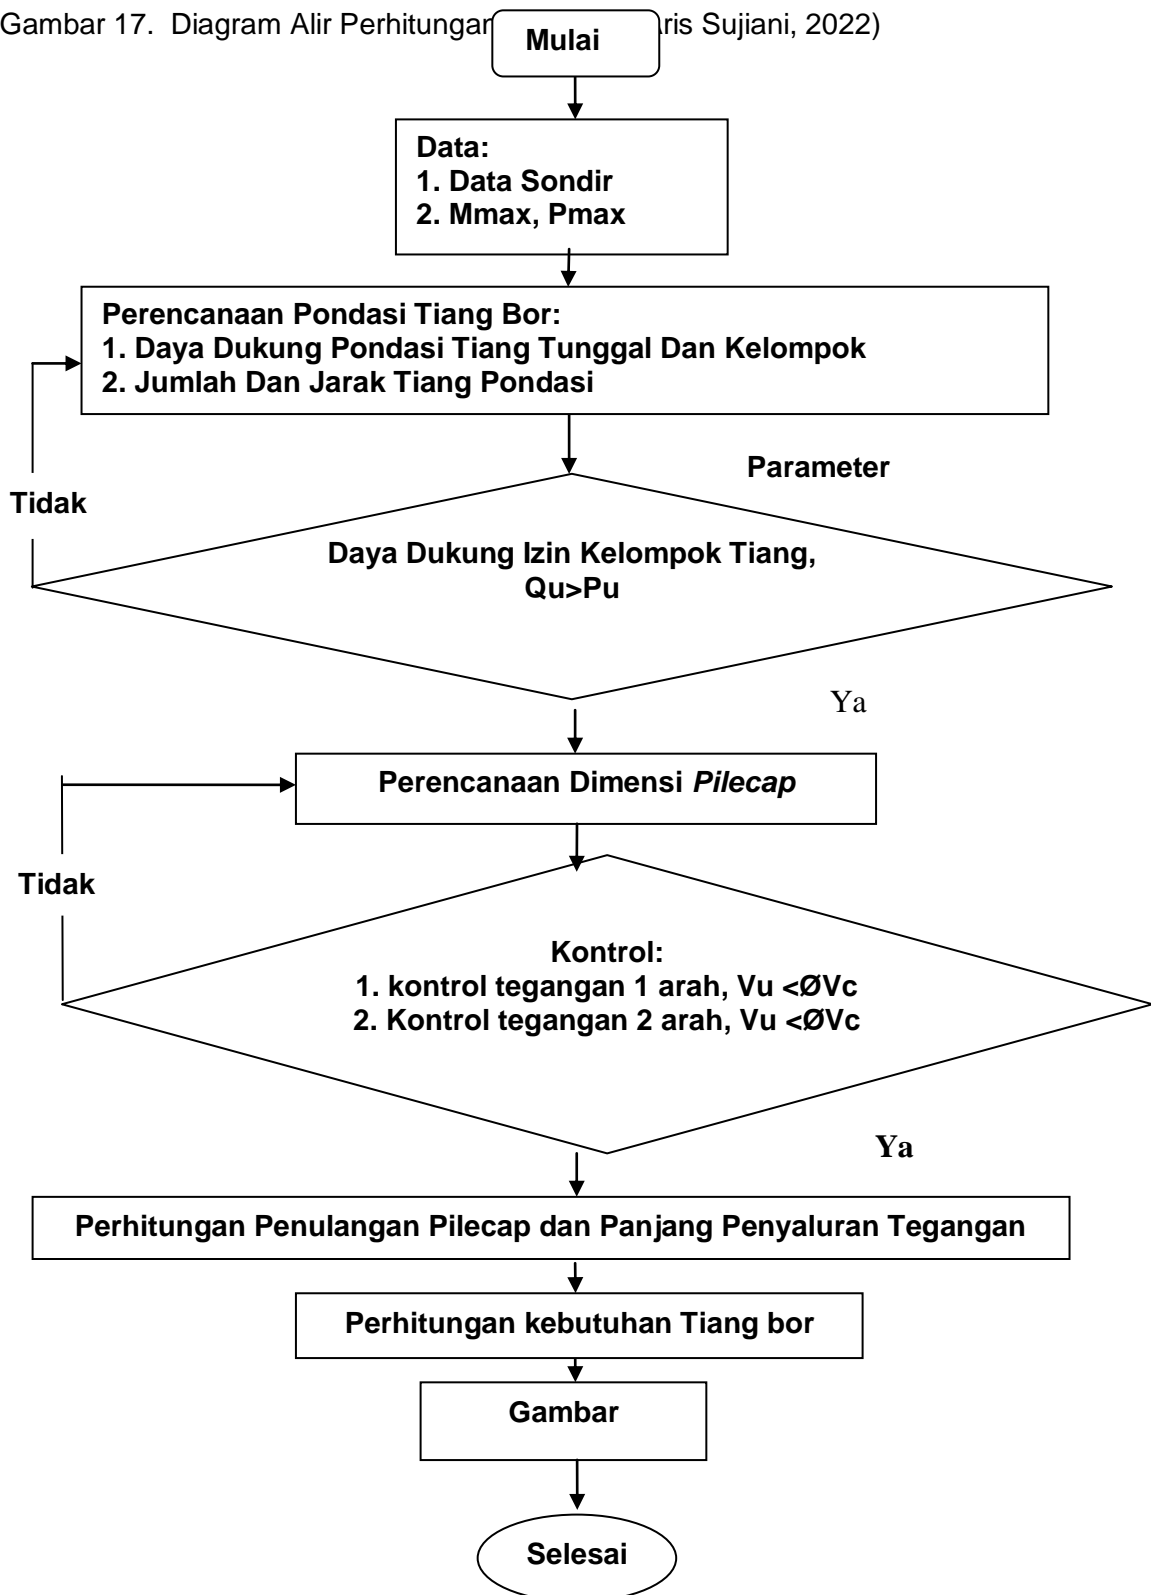 Gambar 17. Diagram Alir Perhitungan ris Sujiani, 2022)
Mulai
Data:
1. Data Sondir
2. Mmax, Pmax
Perencanaan Pondasi Tiang Bor:
1. Daya Dukung Pondasi Tiang Tunggal Dan Kelompok
2. Jumlah Dan Jarak Tiang Pondasi
Parameter
Tidak
Daya Dukung Izin Kelompok Tiang,
Qu>Pu
Ya
Perencanaan Dimensi Pilecap
Tidak
Kontrol:
1. kontrol tegangan 1 arah, Vu <ØVc
2. Kontrol tegangan 2 arah, Vu <ØVc
Ya
Perhitungan Penulangan Pilecap dan Panjang Penyaluran Tegangan
Perhitungan kebutuhan Tiang bor
Gambar
Selesai